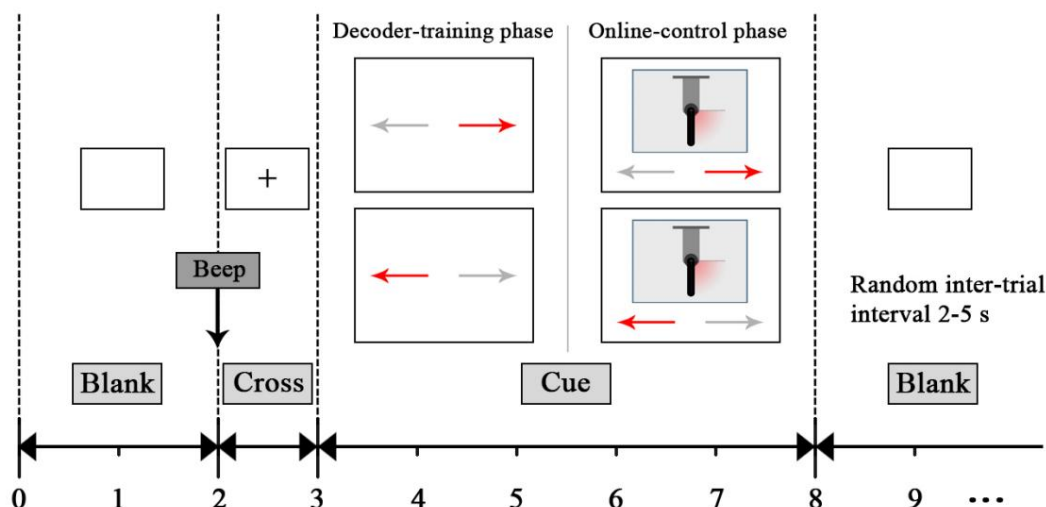 Decoder-training phase
Online-control phase
+
Beep
Random inter-trial
interval 2-5 s
Blank
Cross
Cue
Blank
0 1 2 3 4 5 6 7 8 9 ...